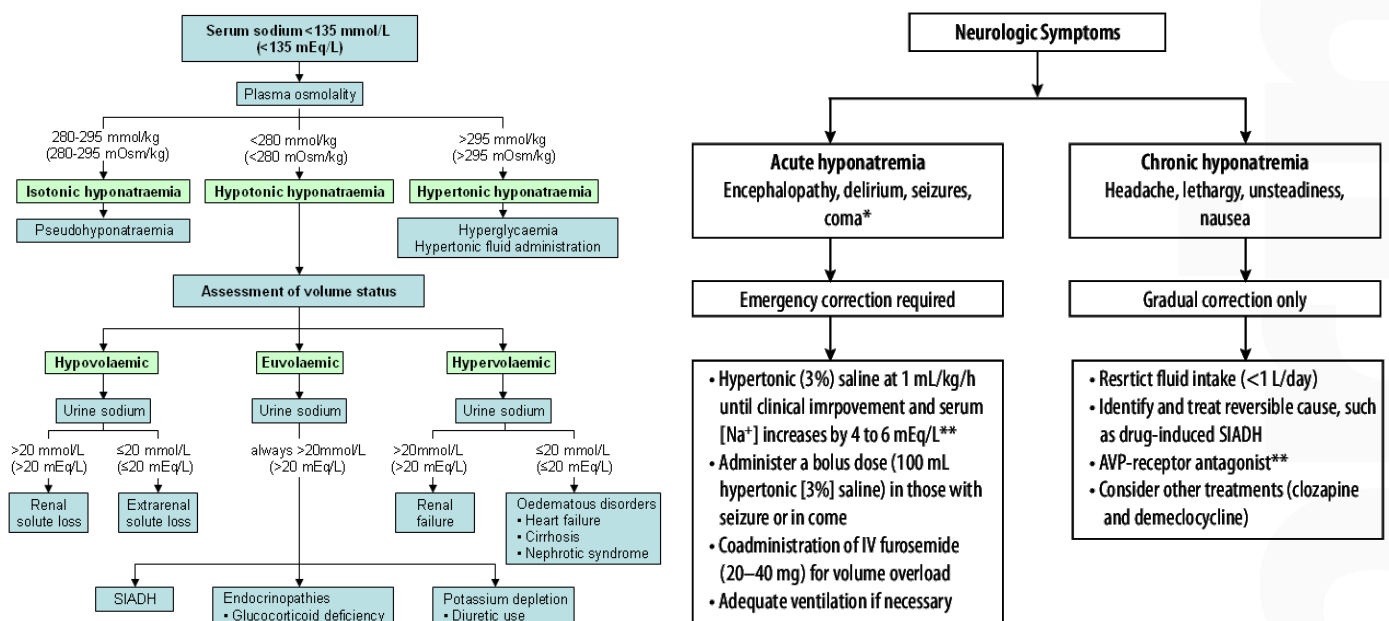 Serum sodium <135 mmol/L
(<135 mEq/L)
Plasma osmolality
280-295 mmol/kg
(280-295 mOsm/kg)
<280 mmol/kg
(<280 mOsm/kg)
>295 mmol/kg
(>295 mOsm/kg)
Isotonic hyponatraemia
Hypotonic hyponatraemia
Hypertonic hyponatraemia
Pseudohyponatraemia
Hyperglycaemia
Hypertonic fluid administration
Assessment of volume status
Hypovolaemic
Euvolaemic
Hypervolaemic
Urine sodium
Urine sodium
Urine sodium
>20 mmol/L
(>20 mEq/L)
≤20 mmol/L
(≤20 mEq/L)
always >20mmol/L
(>20 mEq/L)
>20mmol/L
(>20 mEq/L)
≤20 mmol/L
(≤20 mEq/L)
Renal
solute loss
Extrarenal
solute loss
Renal
failure
Oedematous disorders
▪ Heart failure
▪ Cirrhosis
▪ Nephrotic syndrome
SIADH
Endocrinopathies
▪ Glucocorticoid deficiency
Potassium depletion
▪ Diuretic use
Neurologic Symptoms
Acute hyponatremia
Encephalopathy, delirium, seizures,
coma*
Chronic hyponatremia
Headache, lethargy, unsteadiness,
nausea
Emergency correction required
Gradual correction only
• Hypertonic (3%) saline at 1 mL/kg/h
until clinical imrpovement and serum
[Na⁺] increases by 4 to 6 mEq/L**
• Administer a bolus dose (100 mL
hypertonic [3%] saline) in those with
seizure or in come
• Coadministration of IV furosemide
(20–40 mg) for volume overload
• Adequate ventilation if necessary
• Resrtict fluid intake (<1 L/day)
• Identify and treat reversible cause, such
as drug-induced SIADH
• AVP-receptor antagonist**
• Consider other treatments (clozapine
and demeclocycline)